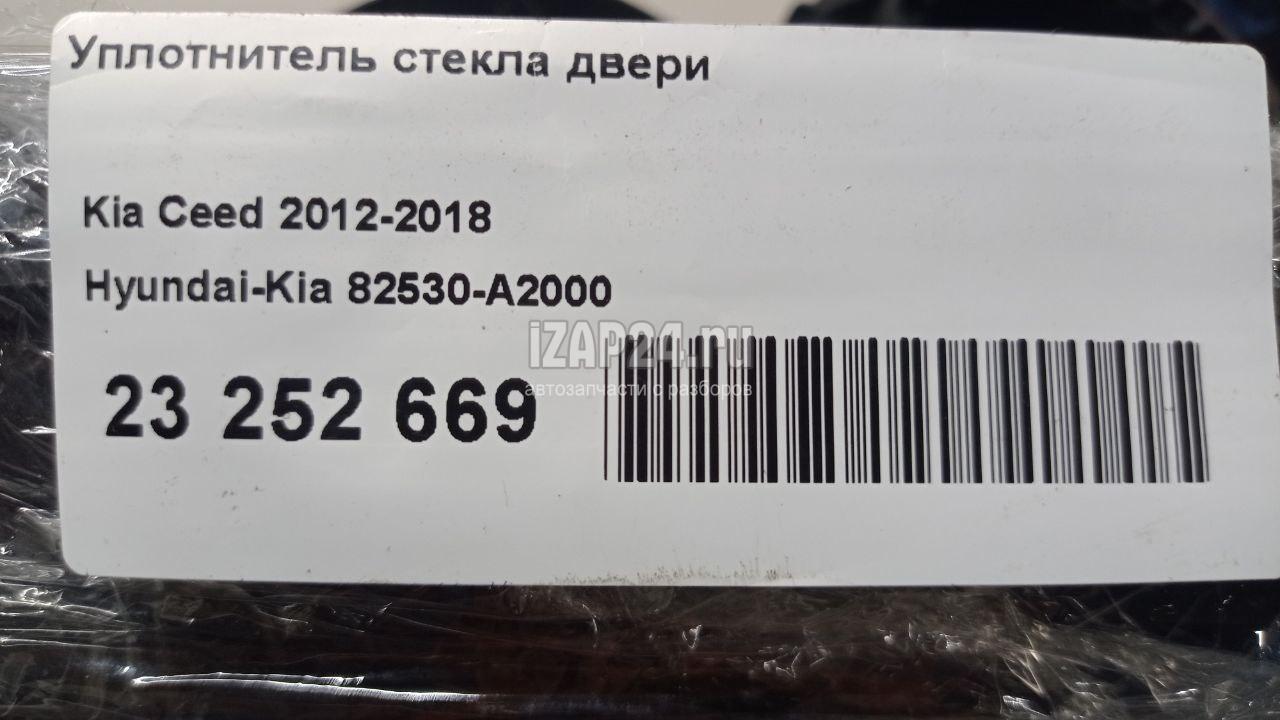 Уплотнитель стекла двери
Kia Ceed 2012-2018
Hyundai-Kia 82530-A2000
iZAP24.ru
автозапчасти с разборов
23 252 669